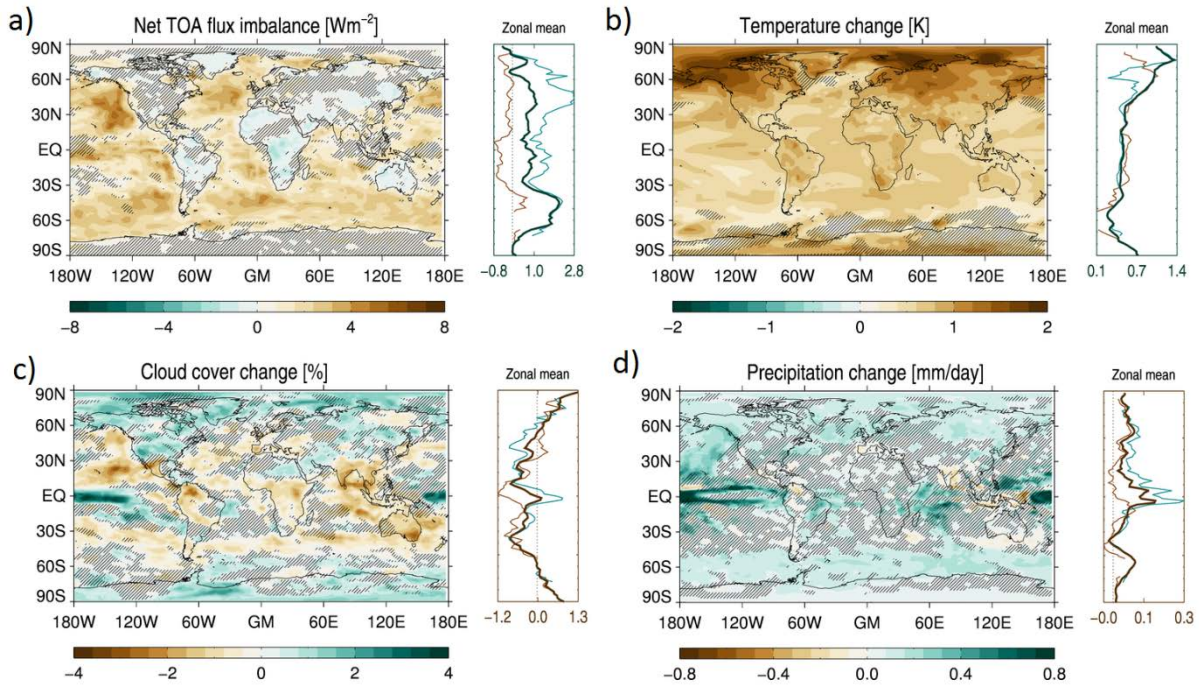 a) Net TOA flux imbalance [Wm⁻²] Zonal mean
90N
60N
30N
EQ
30S
60S
90S
180W 120W 60W GM 60E 120E 180E
−0.8 1.0 2.8
−8 −4 0 4 8
b) Temperature change [K] Zonal mean
90N
60N
30N
EQ
30S
60S
90S
180W 120W 60W GM 60E 120E 180E
0.1 0.7 1.4
−2 −1 0 1 2
c) Cloud cover change [%] Zonal mean
90N
60N
30N
EQ
30S
60S
90S
180W 120W 60W GM 60E 120E 180E
−1.2 0.0 1.3
−4 −2 0 2 4
d) Precipitation change [mm/day] Zonal mean
90N
60N
30N
EQ
30S
60S
90S
180W 120W 60W GM 60E 120E 180E
−0.0 0.1 0.3
−0.8 −0.4 0.0 0.4 0.8